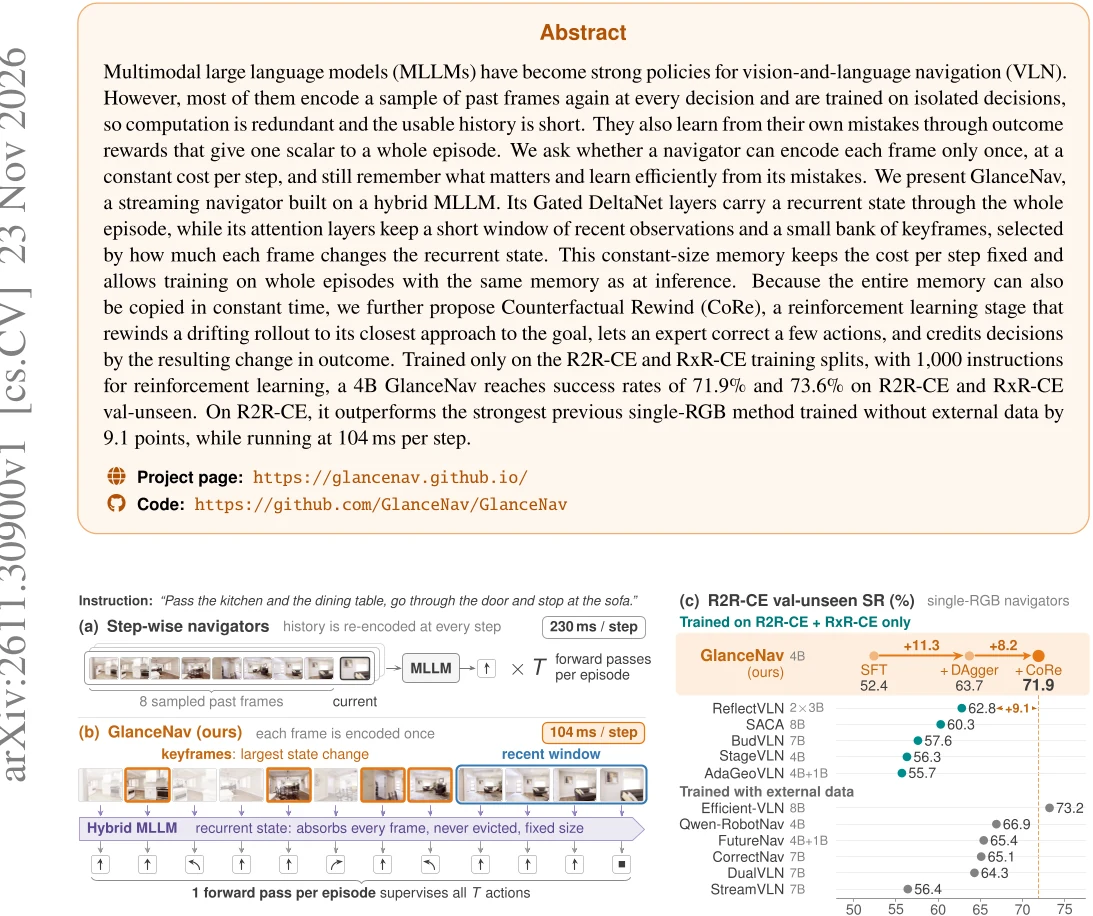 arXiv:2611.30900v1 [cs.CV] 23 Nov 2026
Abstract
Multimodal large language models (MLLMs) have become strong policies for vision-and-language navigation (VLN).
However, most of them encode a sample of past frames again at every decision and are trained on isolated decisions,
so computation is redundant and the usable history is short. They also learn from their own mistakes through outcome
rewards that give one scalar to a whole episode. We ask whether a navigator can encode each frame only once, at a
constant cost per step, and still remember what matters and learn efficiently from its mistakes. We present GlanceNav,
a streaming navigator built on a hybrid MLLM. Its Gated DeltaNet layers carry a recurrent state through the whole
episode, while its attention layers keep a short window of recent observations and a small bank of keyframes, selected
by how much each frame changes the recurrent state. This constant-size memory keeps the cost per step fixed and
allows training on whole episodes with the same memory as at inference. Because the entire memory can also
be copied in constant time, we further propose Counterfactual Rewind (CoRe), a reinforcement learning stage that
rewinds a drifting rollout to its closest approach to the goal, lets an expert correct a few actions, and credits decisions
by the resulting change in outcome. Trained only on the R2R-CE and RxR-CE training splits, with 1,000 instructions
for reinforcement learning, a 4B GlanceNav reaches success rates of 71.9% and 73.6% on R2R-CE and RxR-CE
val-unseen. On R2R-CE, it outperforms the strongest previous single-RGB method trained without external data by
9.1 points, while running at 104 ms per step.
Project page: https://glancenav.github.io/
Code: https://github.com/GlanceNav/GlanceNav
Instruction: "Pass the kitchen and the dining table, go through the door and stop at the sofa."
(a) Step-wise navigators history is re-encoded at every step 230 ms / step
MLLM × T forward passes
per episode
8 sampled past frames current
(b) GlanceNav (ours) each frame is encoded once 104 ms / step
keyframes: largest state change recent window
Hybrid MLLM recurrent state: absorbs every frame, never evicted, fixed size
1 forward pass per episode supervises all T actions
(c) R2R-CE val-unseen SR (%) single-RGB navigators
Trained on R2R-CE + RxR-CE only
+11.3 +8.2
GlanceNav 4B
(ours) SFT + DAgger + CoRe
52.4 63.7 71.9
ReflectVLN 2×3B 62.8 +9.1
SACA 8B 60.3
BudVLN 7B 57.6
StageVLN 4B 56.3
AdaGeoVLN 4B+1B 55.7
Trained with external data
Efficient-VLN 8B 73.2
Qwen-RobotNav 4B 66.9
FutureNav 4B+1B 65.4
CorrectNav 7B 65.1
DualVLN 7B 64.3
StreamVLN 7B 56.4
50 55 60 65 70 75